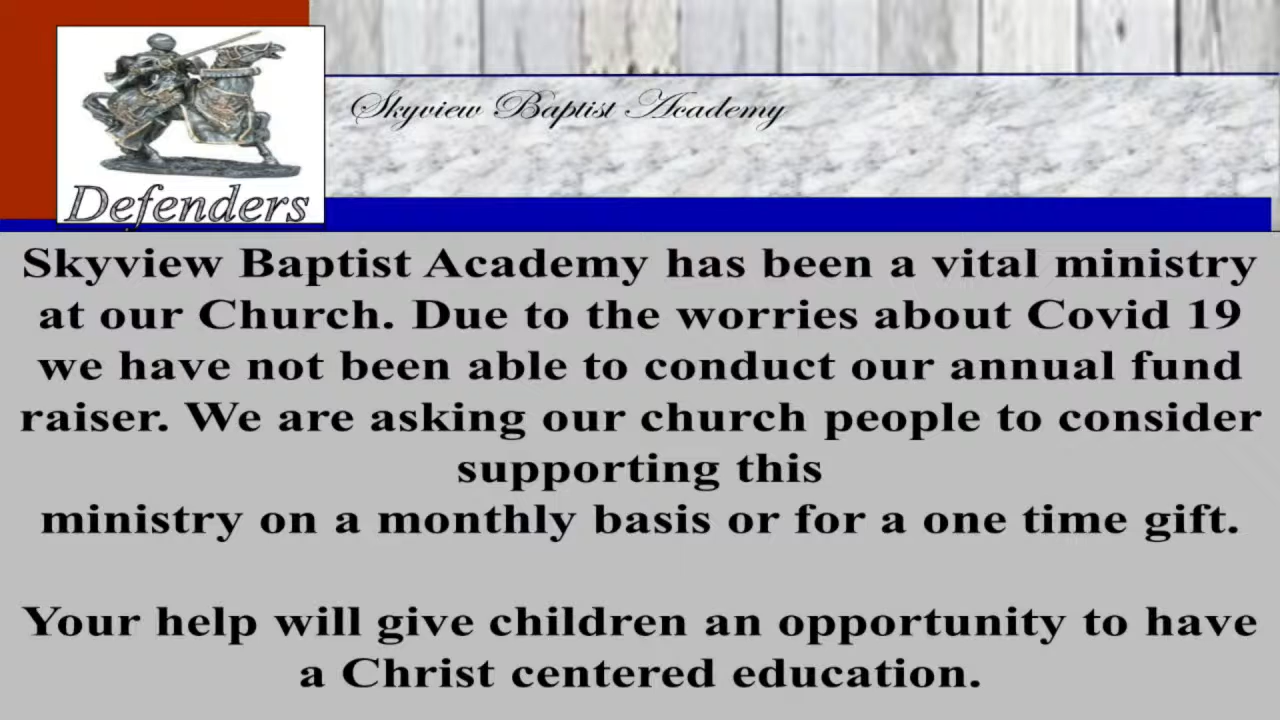 Skyview Baptist Academy
Defenders
Skyview Baptist Academy has been a vital ministry
at our Church. Due to the worries about Covid 19
we have not been able to conduct our annual fund
raiser. We are asking our church people to consider
supporting this
ministry on a monthly basis or for a one time gift.
Your help will give children an opportunity to have
a Christ centered education.